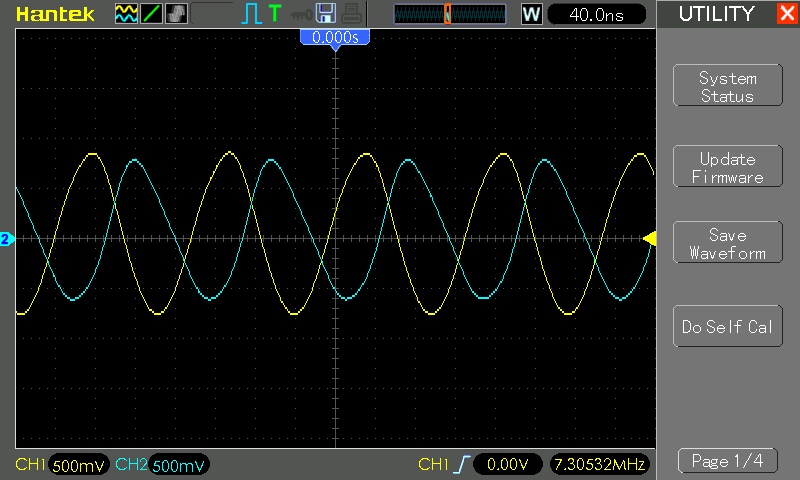 Hantek
T
W
40.0ns
UTILITY
X
0.000s
System
Status
Update
Firmware
2
Save
Waveform
Do Self Cal
CH1 500mV CH2 500mV
CH1 0.00V 7.30532MHz
Page 1/4